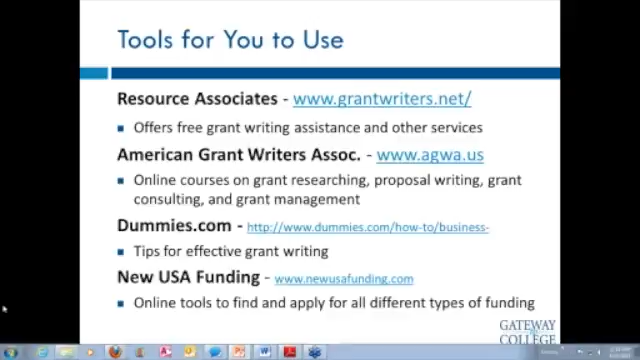 Tools for You to Use
Resource Associates - www.grantwriters.net/
Offers free grant writing assistance and other services
American Grant Writers Assoc. - www.agwa.us
Online courses on grant researching, proposal writing, grant
consulting, and grant management
Dummies.com - http://www.dummies.com/how-to/business-
Tips for effective grant writing
New USA Funding - www.newusafunding.com
Online tools to find and apply for all different types of funding
GATEWAY
COLLEGE